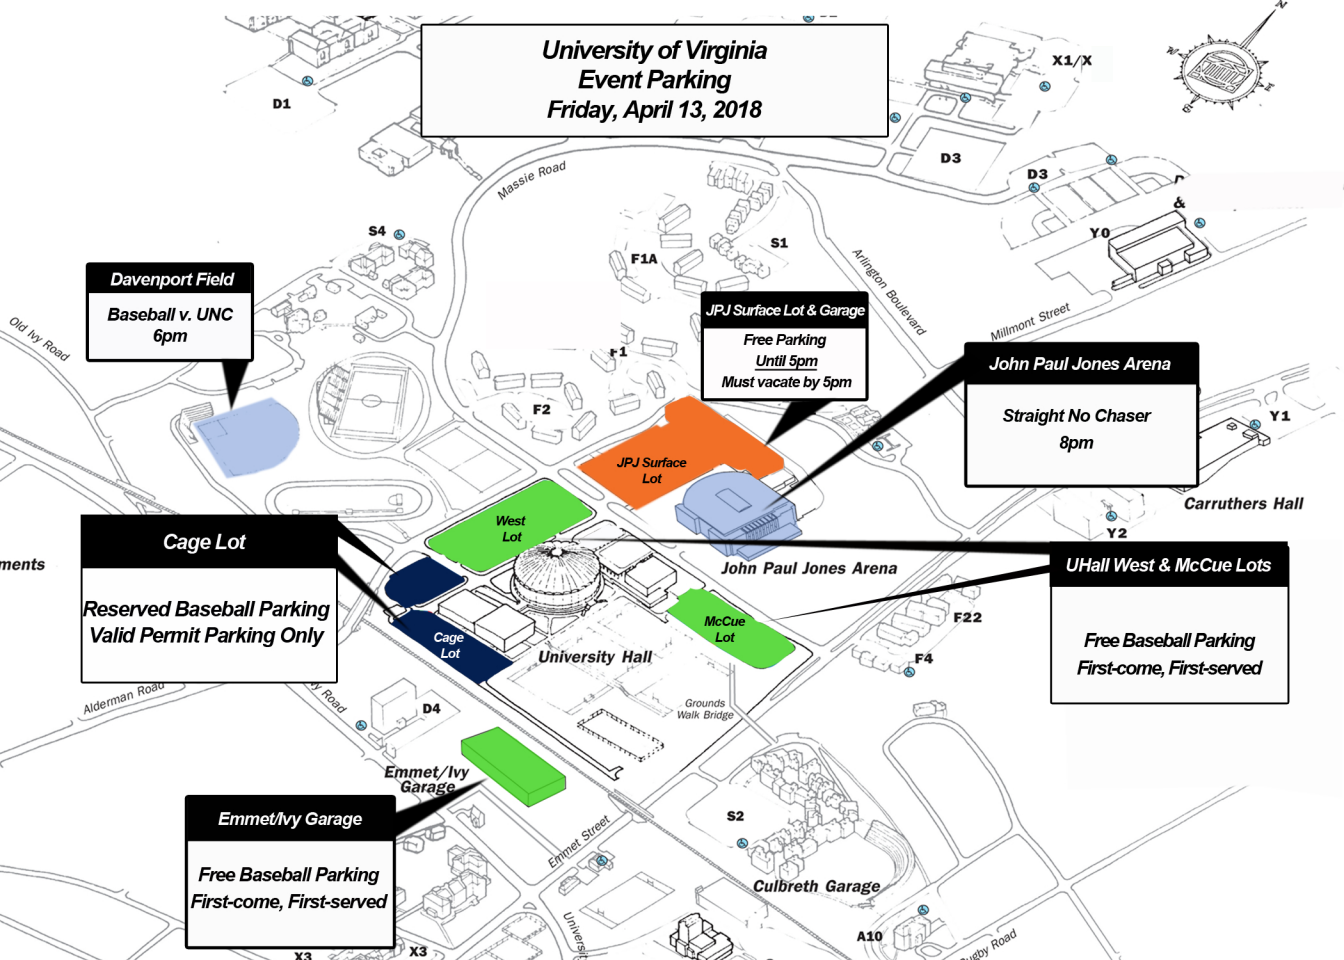 University of Virginia
Event Parking
Friday, April 13, 2018
N
S
D1
X1/X
D3
D3
&
Y0
Massie Road
S4
F1A
S1
Arlington Boulevard
Millmont Street
Old Ivy Road
Davenport Field
Baseball v. UNC
6pm
JPJ Surface Lot & Garage
Free Parking
Until 5pm
Must vacate by 5pm
F1
F2
John Paul Jones Arena
Straight No Chaser
8pm
Y1
Carruthers Hall
Y2
JPJ Surface
Lot
West
Lot
John Paul Jones Arena
Cage Lot
Reserved Baseball Parking
Valid Permit Parking Only
ments
UHall West & McCue Lots
Free Baseball Parking
First-come, First-served
McCue
Lot
Cage
Lot
University Hall
F22
F4
Grounds
Walk Bridge
Alderman Road
vy Road
D4
Emmet/Ivy
Garage
Emmet/Ivy Garage
Free Baseball Parking
First-come, First-served
Emmet Street
S2
Culbreth Garage
A10
Rugby Road
Universit
X3
X3